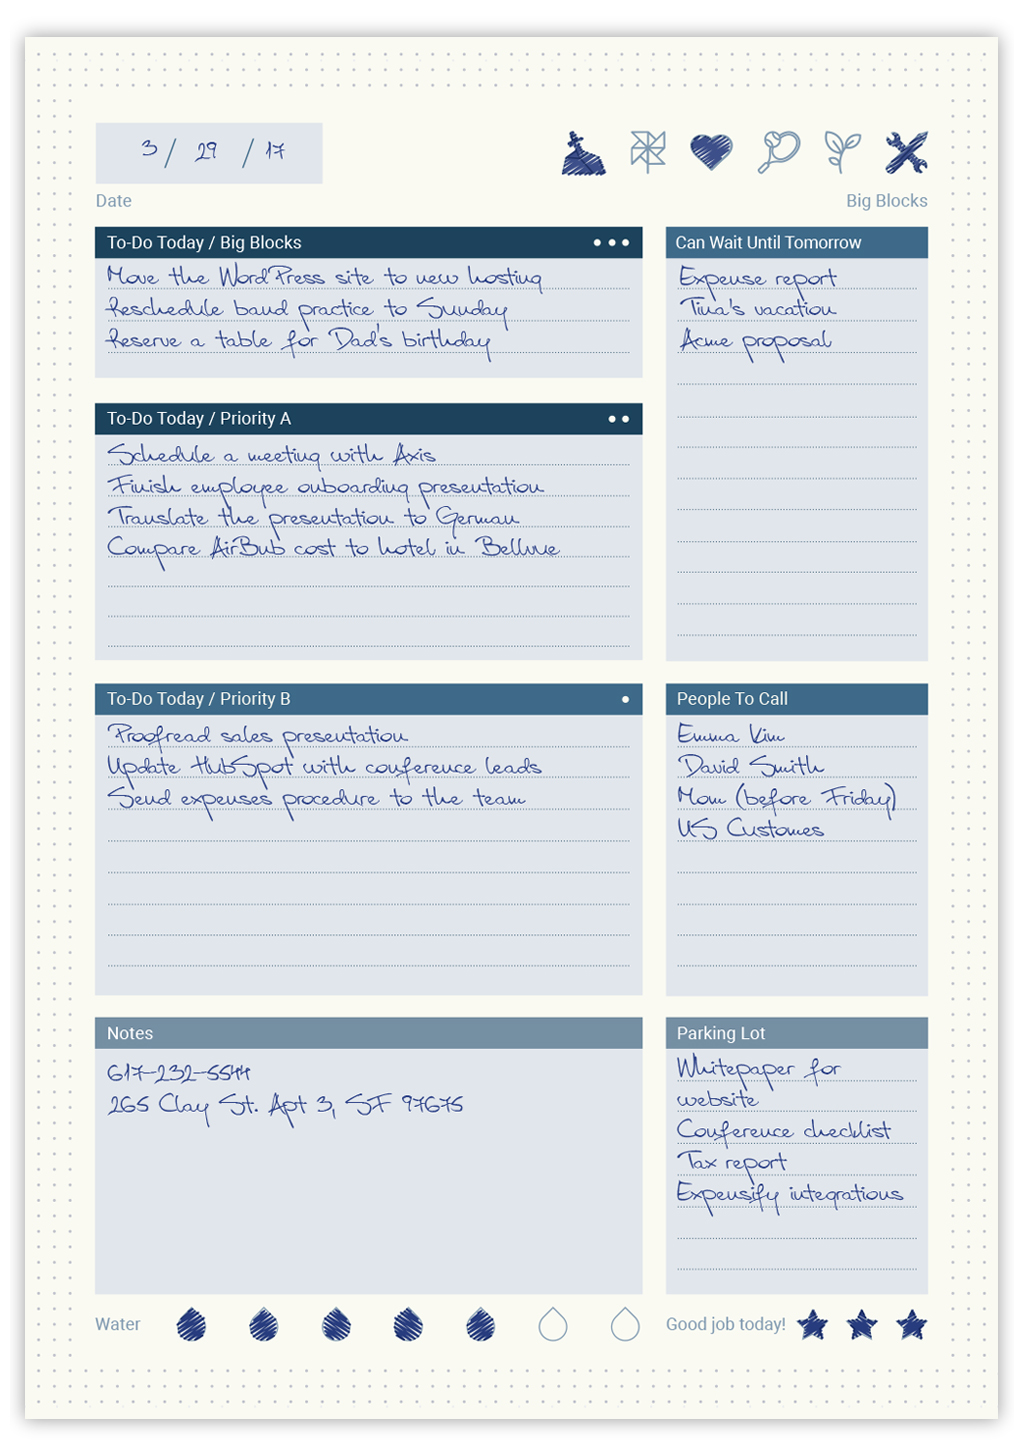 3 / 29 / 17
Date
Big Blocks
To-Do Today / Big Blocks
Move the WordPress site to new hosting
Reschedule band practice to Sunday
Reserve a table for Dad's birthday
Can Wait Until Tomorrow
Expense report
Tina's vacation
Acme proposal
To-Do Today / Priority A
Schedule a meeting with Axis
Finish employee onboarding presentation
Translate the presentation to German
Compare AirBnb cost to hotel in Bellvue
To-Do Today / Priority B
Proofread sales presentation
Update HubSpot with conference leads
Send expenses procedure to the team
People To Call
Emma Kim
David Smith
Mom (before Friday)
US Customes
Notes
617-232-5544
265 Clay St. Apt 3, SF 97675
Parking Lot
Whitepaper for
website
Conference checklist
Tax report
Expensify integrations
Water
Good job today!